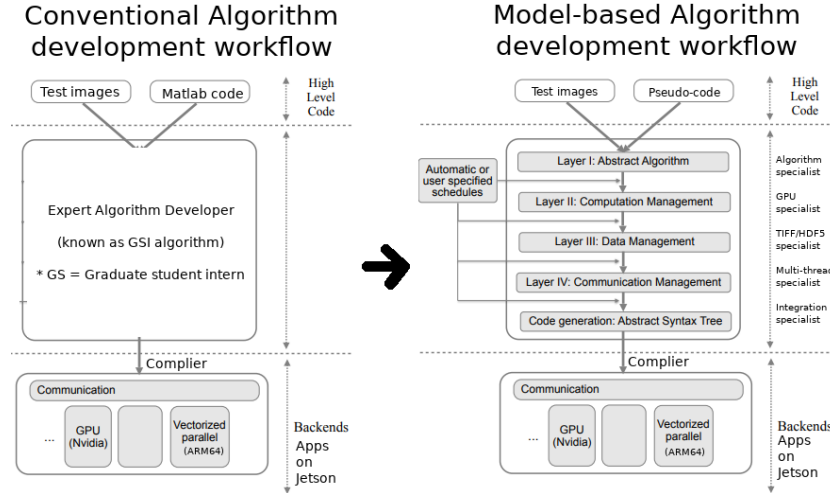 Conventional Algorithm
development workflow
Test images
Matlab code
High
Level
Code
Expert Algorithm Developer
(known as GSI algorithm)
* GS = Graduate student intern
Complier
Communication
...
GPU
(Nvidia)
Vectorized
parallel
(ARM64)
Backends
Apps
on
Jetson
Model-based Algorithm
development workflow
Test images
Pseudo-code
High
Level
Code
Automatic or
user specified
schedules
Layer I: Abstract Algorithm
Algorithm
specialist
Layer II: Computation Management
GPU
specialist
Layer III: Data Management
TIFF/HDF5
specialist
Layer IV: Communication Management
Multi-thread
specialist
Code generation: Abstract Syntax Tree
Integration
specialist
Complier
Communication
...
GPU
(Nvidia)
Vectorized
parallel
(ARM64)
Backends
Apps
on
Jetson